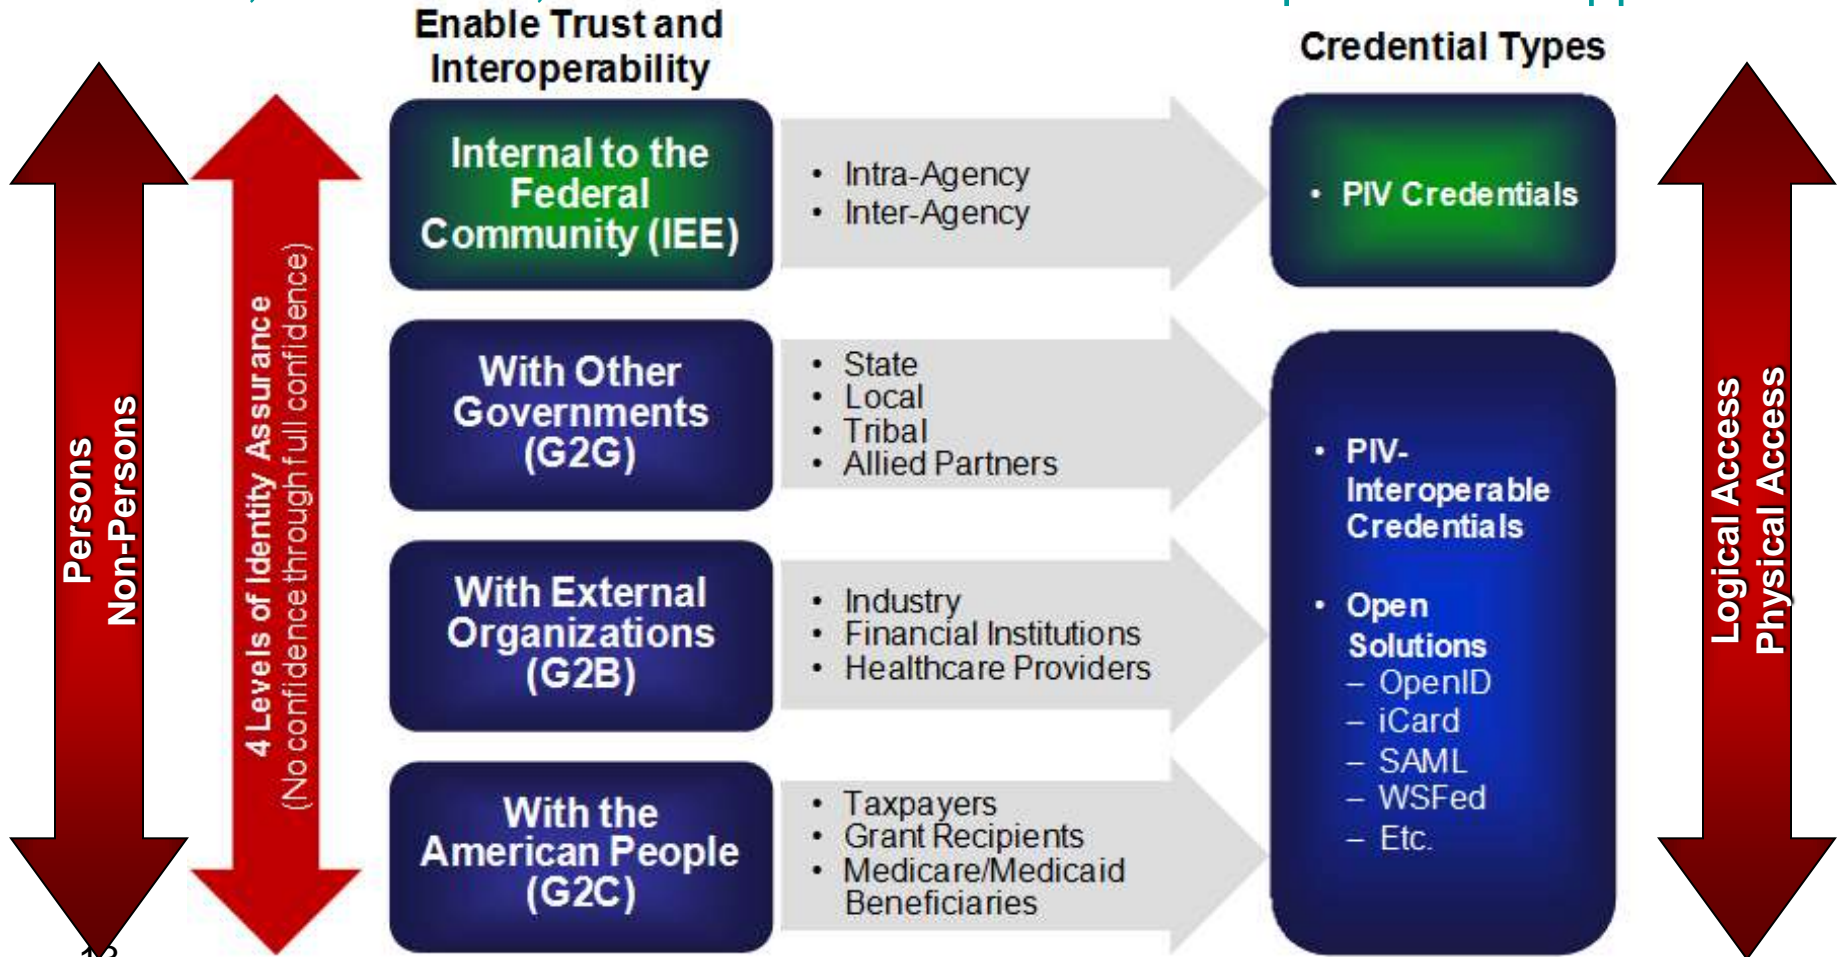 Enable Trust and
Interoperability
Credential Types
Persons
Non-Persons
4 Levels of Identity Assurance
(No confidence through full confidence)
Internal to the
Federal
Community (IEE)
• Intra-Agency
• Inter-Agency
• PIV Credentials
With Other
Governments
(G2G)
• State
• Local
• Tribal
• Allied Partners
With External
Organizations
(G2B)
• Industry
• Financial Institutions
• Healthcare Providers
With the
American People
(G2C)
• Taxpayers
• Grant Recipients
• Medicare/Medicaid
Beneficiaries
• PIV-
Interoperable
Credentials
• Open
Solutions
– OpenID
– iCard
– SAML
– WSFed
– Etc.
Logical Access
Physical Access